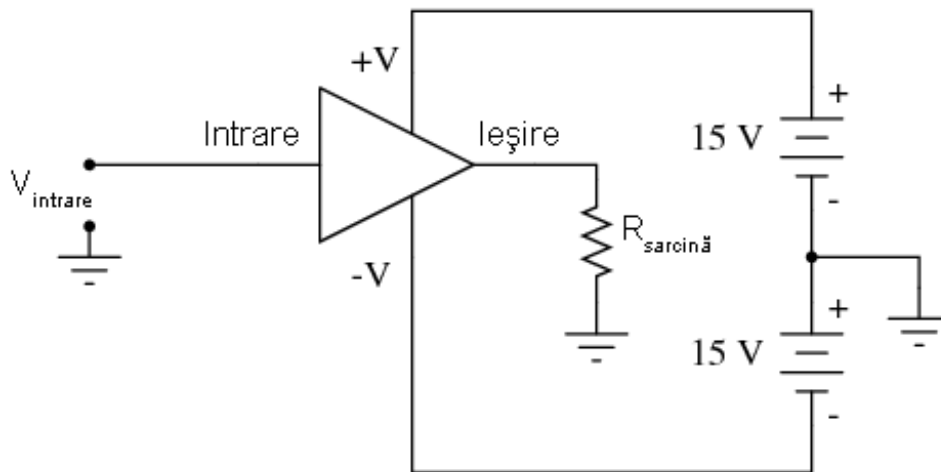 +V
+
Intrare
Ieşire
15 V
V intrare
-
R sarcină
-V
+
15 V
-